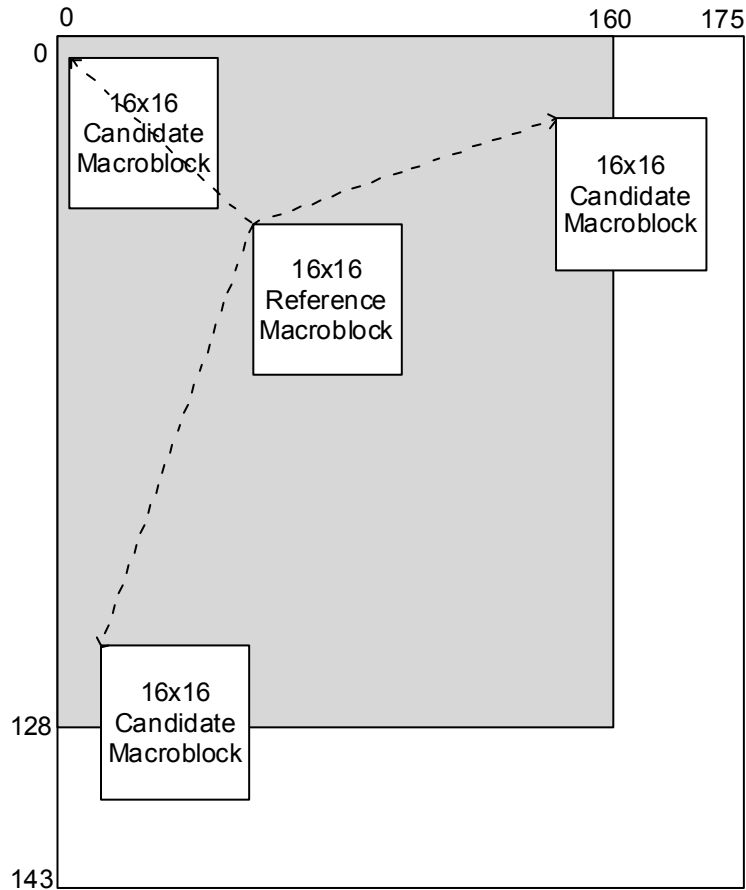 0
160
175
0
16x16
Candidate
Macroblock
16x16
Candidate
Macroblock
16x16
Reference
Macroblock
16x16
Candidate
Macroblock
128
143